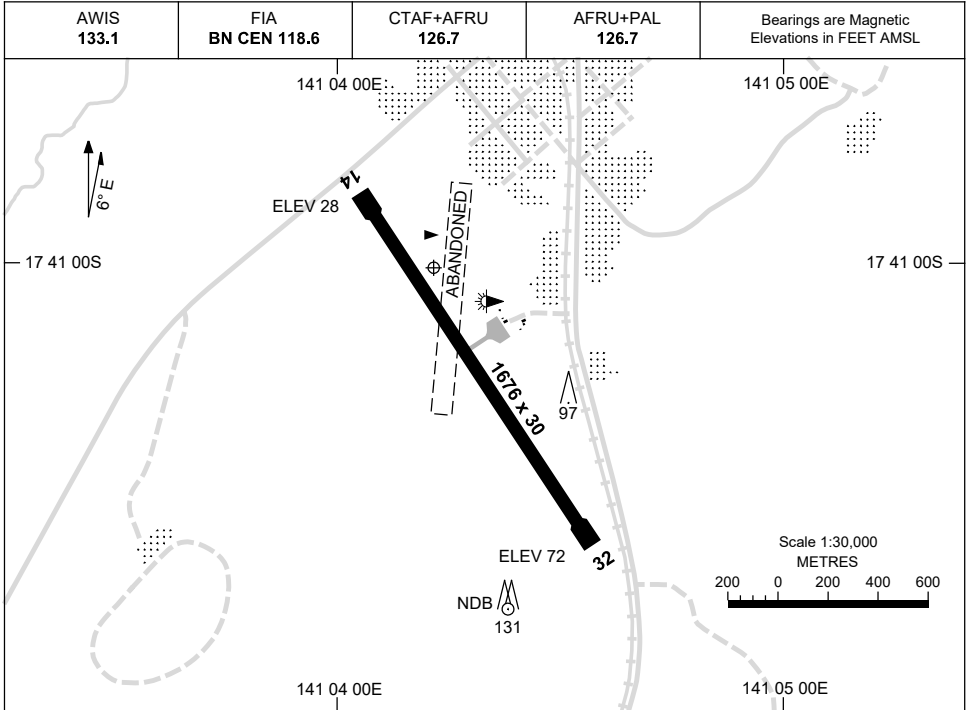 AWIS
133.1
FIA
BN CEN 118.6
CTAF+AFRU
126.7
AFRU+PAL
126.7
Bearings are Magnetic
Elevations in FEET AMSL
141 04 00E
141 05 00E
6° E
14
ELEV 28
ABANDONED
17 41 00S
17 41 00S
1676 x 30
97
ELEV 72
32
NDB
131
Scale 1:30,000
METRES
200 0 200 400 600
141 04 00E
141 05 00E